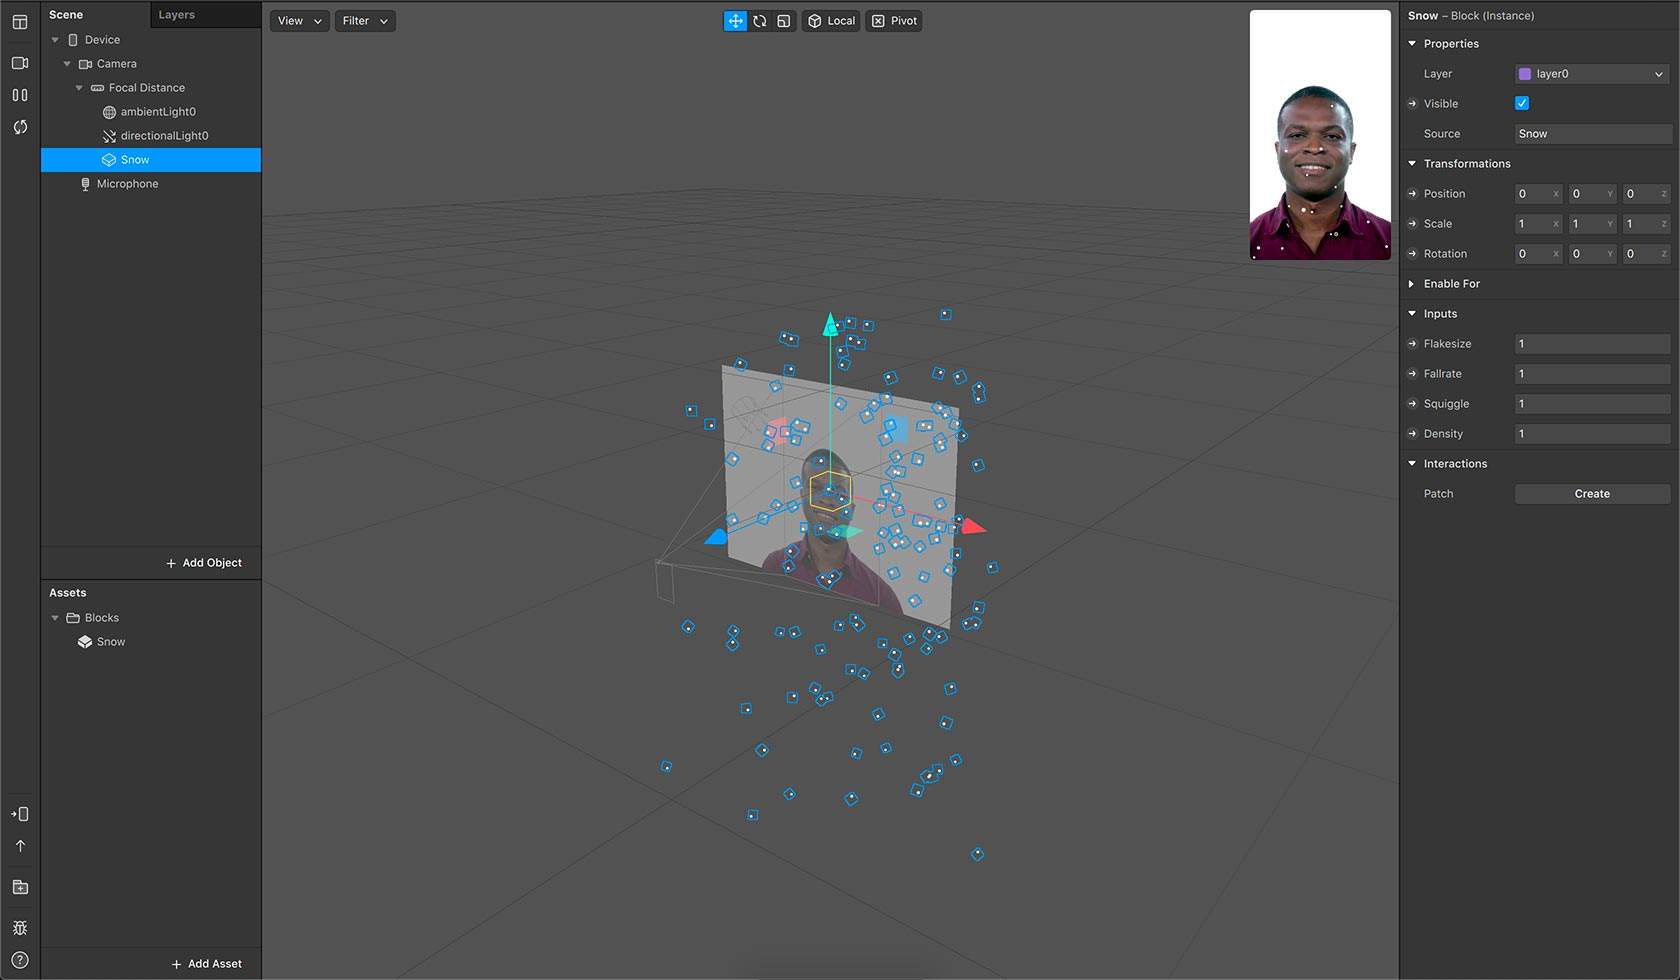 Scene
Layers
Device
Camera
Focal Distance
ambientLight0
directionalLight0
Snow
Microphone
+ Add Object
Assets
Blocks
Snow
+ Add Asset
View
Filter
Local
Pivot
Snow – Block (Instance)
Properties
Layer layer0
Visible
Source Snow
Transformations
Position 0 X 0 Y 0 Z
Scale 1 X 1 Y 1 Z
Rotation 0 X 0 Y 0 Z
Enable For
Inputs
Flakesize 1
Fallrate 1
Squiggle 1
Density 1
Interactions
Patch Create